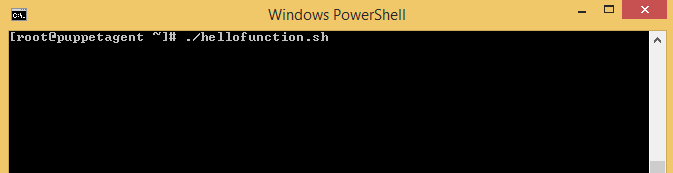 Windows PowerShell
[root@puppetagent ~]# ./hellofunction.sh